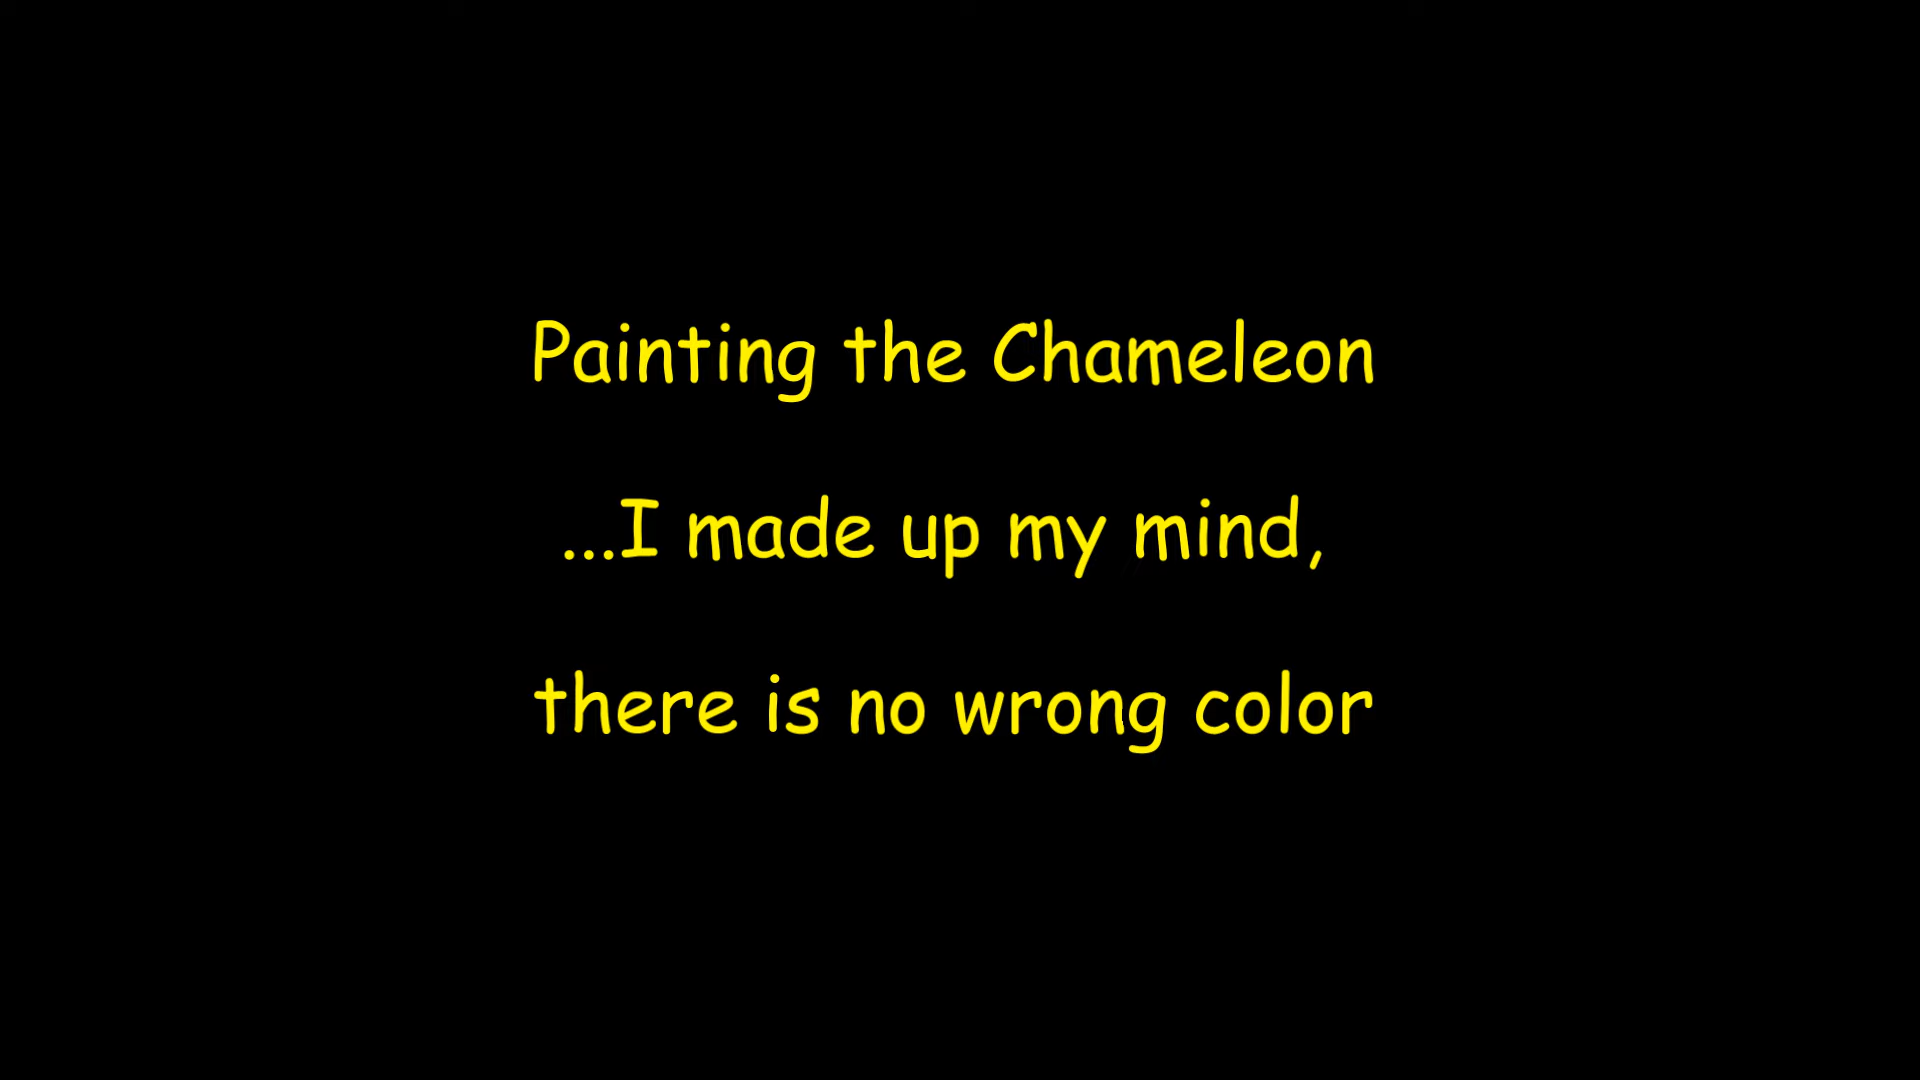 Painting the Chameleon
...I made up my mind,
there is no wrong color